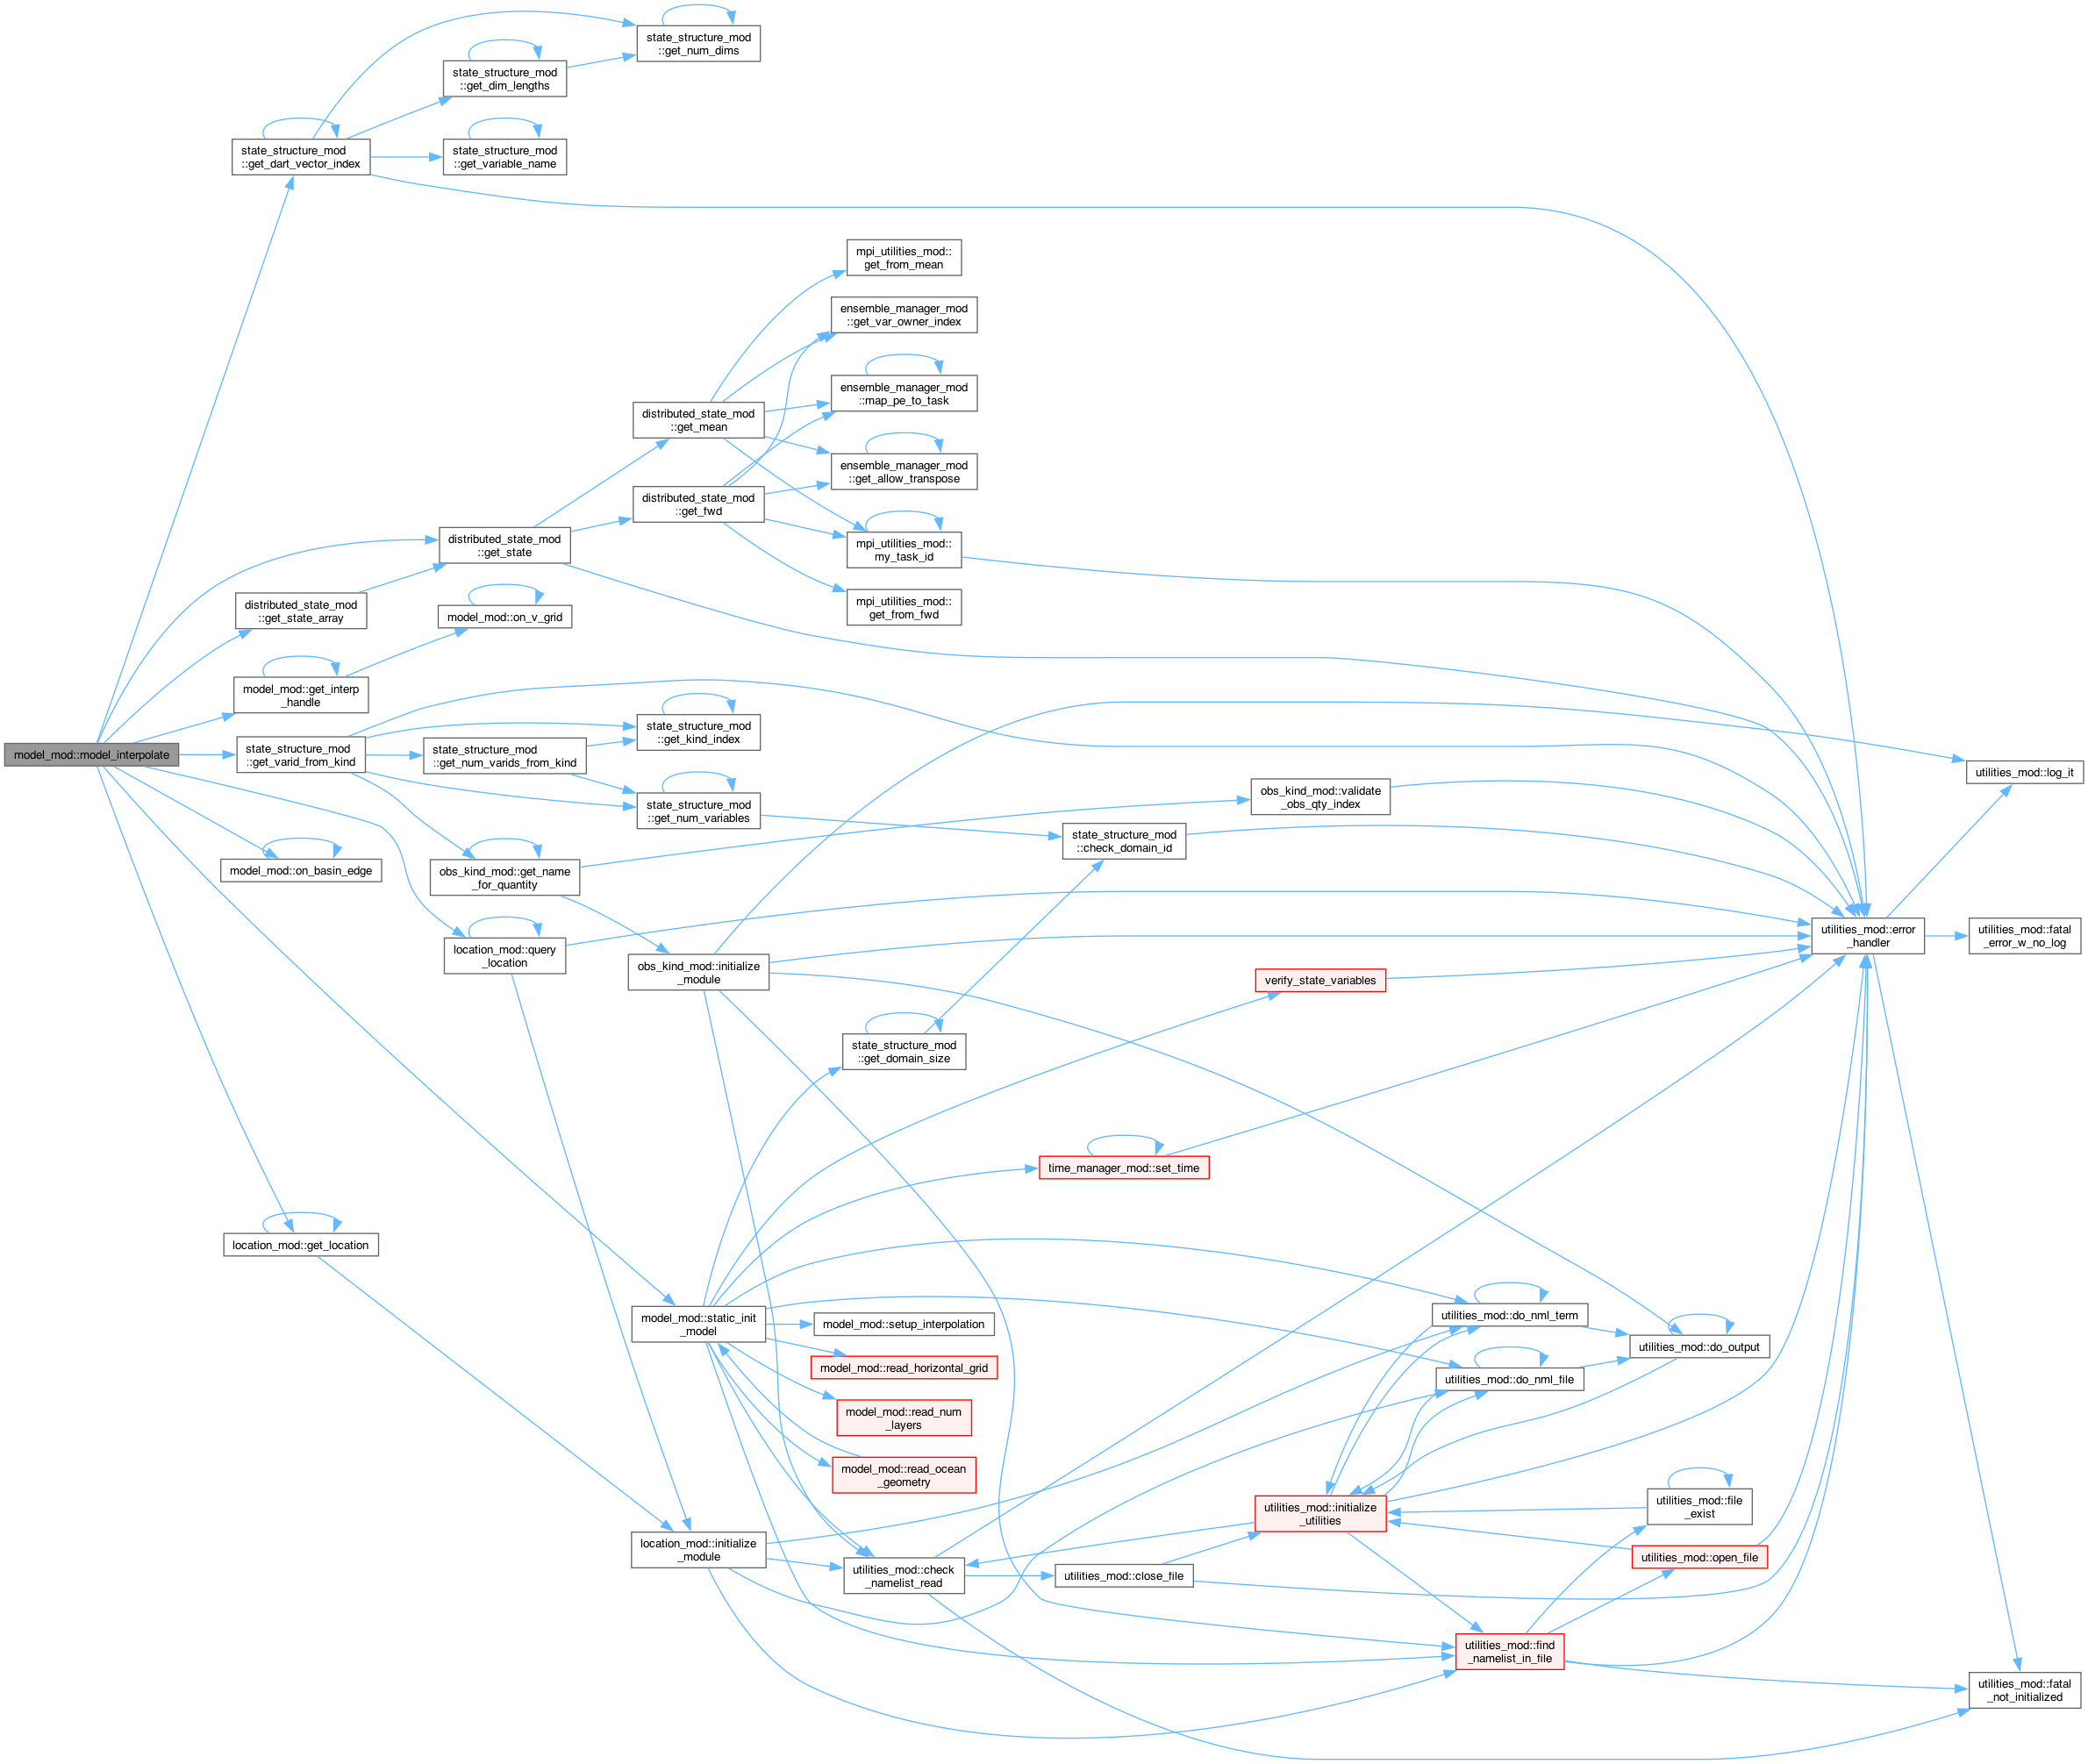 state_structure_mod
::get_num_dims
state_structure_mod
::get_dim_lengths
state_structure_mod
::get_dart_vector_index
state_structure_mod
::get_variable_name
mpi_utilities_mod::
get_from_mean
ensemble_manager_mod
::get_var_owner_index
ensemble_manager_mod
::map_pe_to_task
distributed_state_mod
::get_mean
ensemble_manager_mod
::get_allow_transpose
distributed_state_mod
::get_fwd
distributed_state_mod
::get_state
mpi_utilities_mod::
my_task_id
mpi_utilities_mod::
get_from_fwd
distributed_state_mod
::get_state_array
model_mod::on_v_grid
model_mod::get_interp
_handle
state_structure_mod
::get_kind_index
model_mod::model_interpolate
state_structure_mod
::get_varid_from_kind
state_structure_mod
::get_num_varids_from_kind
utilities_mod::log_it
state_structure_mod
::get_num_variables
obs_kind_mod::validate
_obs_qty_index
state_structure_mod
::check_domain_id
model_mod::on_basin_edge
obs_kind_mod::get_name
_for_quantity
utilities_mod::error
_handler
utilities_mod::fatal
_error_w_no_log
location_mod::query
_location
obs_kind_mod::initialize
_module
verify_state_variables
state_structure_mod
::get_domain_size
time_manager_mod::set_time
location_mod::get_location
model_mod::static_init
_model
model_mod::setup_interpolation
utilities_mod::do_nml_term
utilities_mod::do_output
model_mod::read_horizontal_grid
utilities_mod::do_nml_file
model_mod::read_num
_layers
model_mod::read_ocean
_geometry
utilities_mod::initialize
_utilities
utilities_mod::file
_exist
location_mod::initialize
_module
utilities_mod::check
_namelist_read
utilities_mod::close_file
utilities_mod::open_file
utilities_mod::find
_namelist_in_file
utilities_mod::fatal
_not_initialized